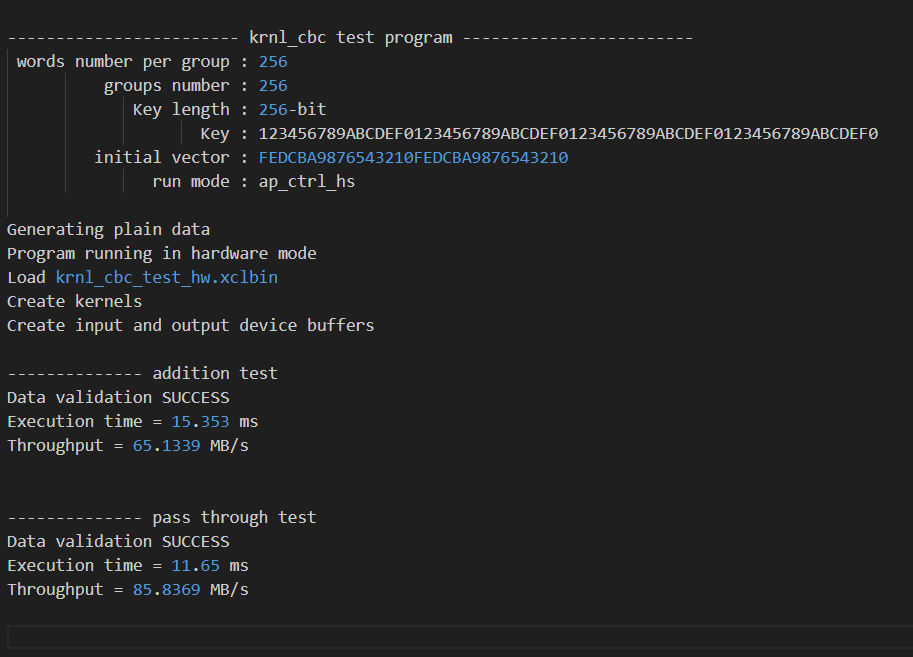 ------------------------ krnl_cbc test program ------------------------
words number per group : 256
groups number : 256
Key length : 256-bit
Key : 123456789ABCDEF0123456789ABCDEF0123456789ABCDEF0123456789ABCDEF0
initial vector : FEDCBA9876543210FEDCBA9876543210
run mode : ap_ctrl_hs
Generating plain data
Program running in hardware mode
Load krnl_cbc_test_hw.xclbin
Create kernels
Create input and output device buffers
-------------- addition test
Data validation SUCCESS
Execution time = 15.353 ms
Throughput = 65.1339 MB/s
-------------- pass through test
Data validation SUCCESS
Execution time = 11.65 ms
Throughput = 85.8369 MB/s